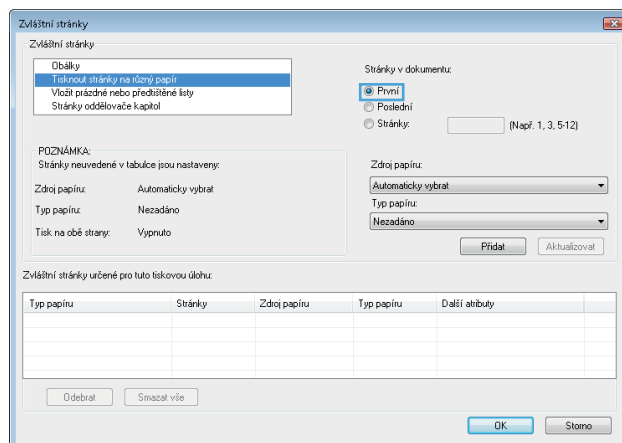 Zvláštní stránky
Zvláštní stránky
Obálky
Tisknout stránky na různý papír
Vložit prázdné nebo předtištěné listy
Stránky oddělovače kapitol
Stránky v dokumentu:
První
Poslední
Stránky:
(Např. 1, 3, 5-12)
POZNÁMKA:
Stránky neuvedené v tabulce jsou nastaveny:
Zdroj papíru: Automaticky vybrat
Typ papíru: Nezadáno
Tisk na obě strany: Vypnuto
Zdroj papíru:
Automaticky vybrat
Typ papíru:
Nezadáno
Přidat Aktualizovat
Zvláštní stránky určené pro tuto tiskovou úlohu:
Typ papíru Stránky Zdroj papíru Typ papíru Další atributy
Odebrat Smazat vše
OK Storno